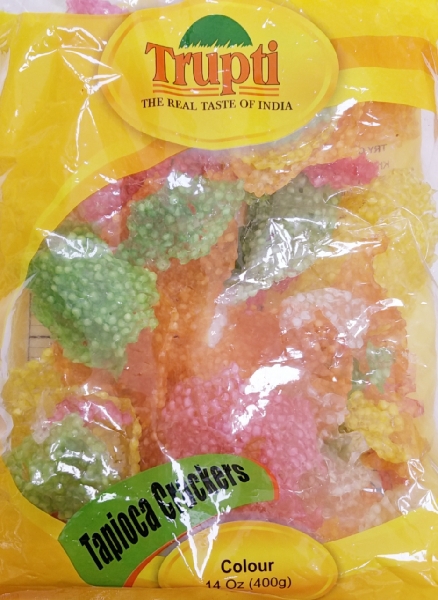 Trupti
THE REAL TASTE OF INDIA
Tapioca Crackers
Colour
14 Oz (400g)